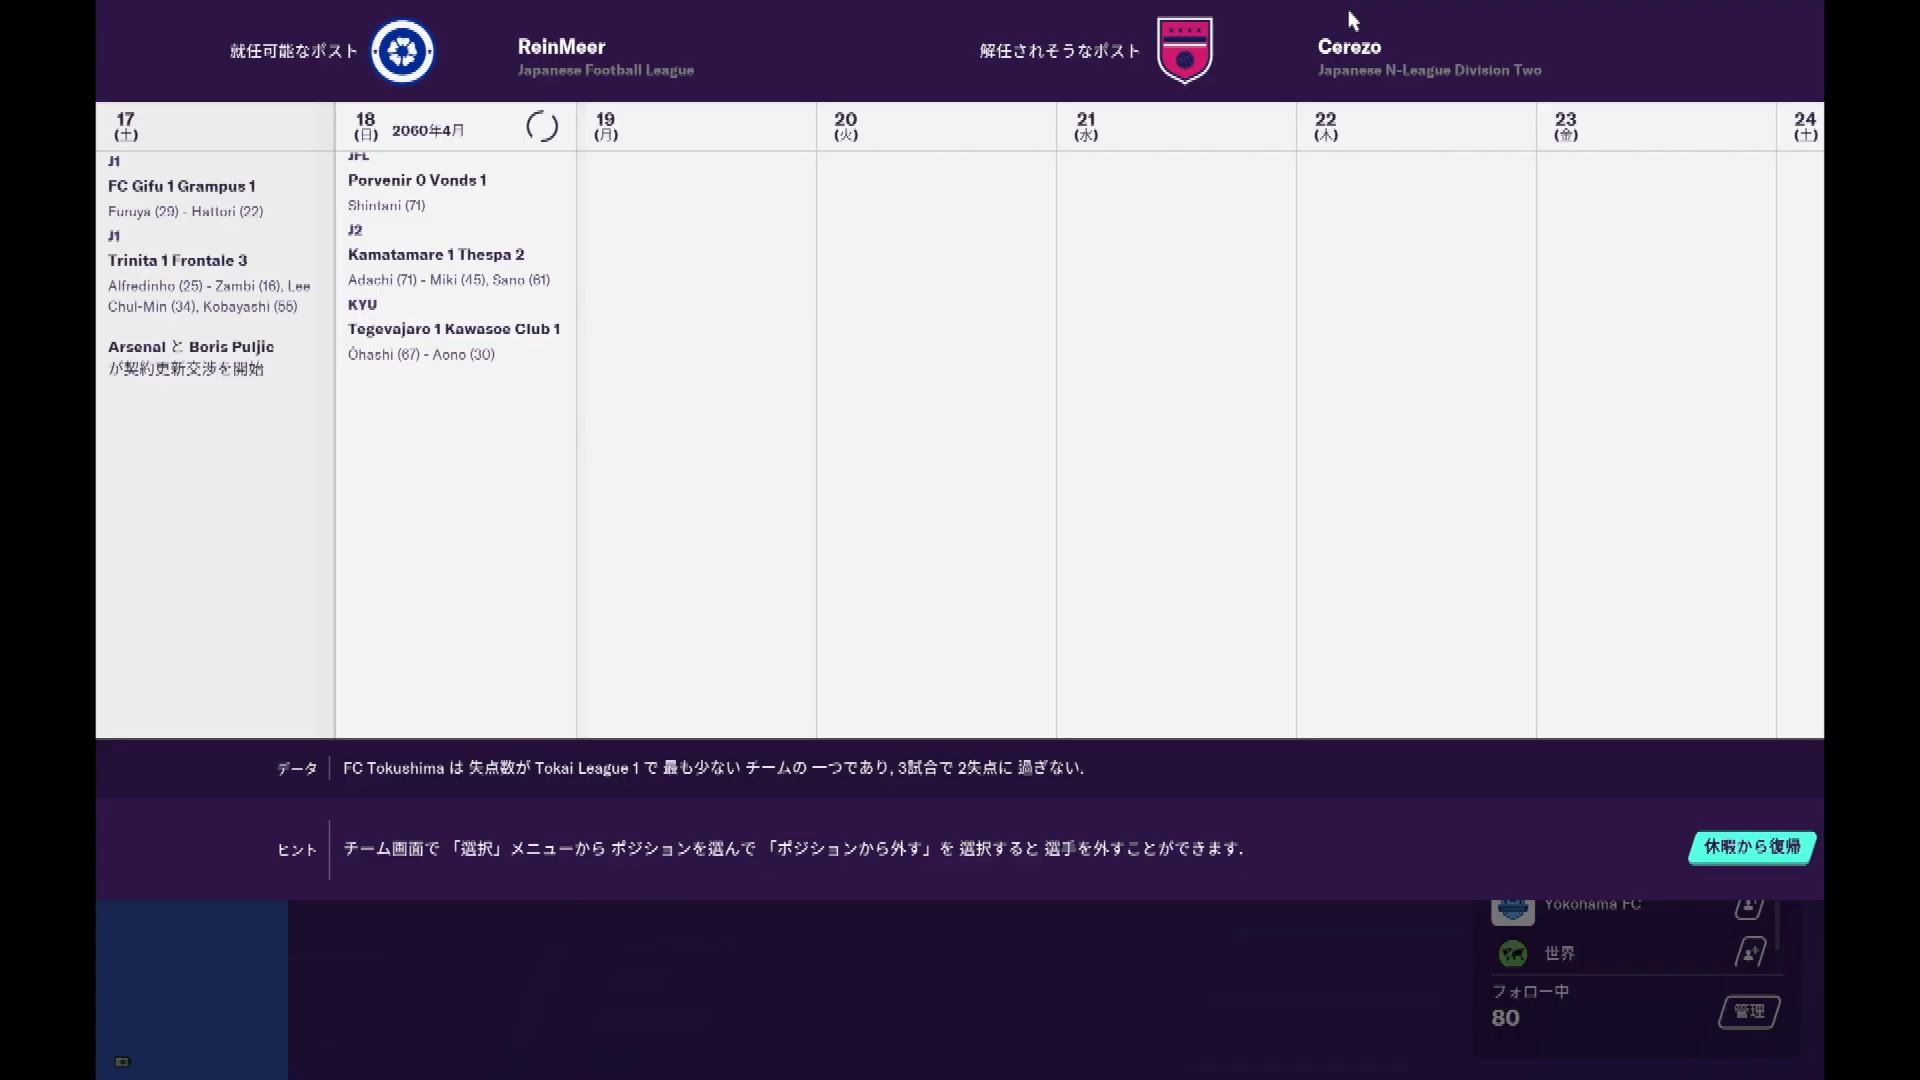 就任可能なポスト
ReinMeer
Japanese Football League
解任されそうなポスト
Cerezo
Japanese N-League Division Two
17
(土)
18
(日)
2060年4月
19
(月)
20
(火)
21
(水)
22
(木)
23
(金)
24
(土)
J1
FC Gifu 1 Grampus 1
Furuya (29) - Hattori (22)
J1
Trinita 1 Frontale 3
Alfredinho (25) - Zambi (16), Lee
Chul-Min (34), Kobayashi (55)
Arsenal と Boris Puljic
が契約更新交渉を開始
JFL
Porvenir 0 Vonds 1
Shintani (71)
J2
Kamatamare 1 Thespa 2
Adachi (71) - Miki (45), Sano (61)
KYU
Tegevajaro 1 Kawasoe Club 1
Ōhashi (67) - Aono (30)
データ
FC Tokushima は 失点数が Tokai League 1 で 最も少ない チームの 一つであり, 3試合で 2失点に 過ぎない.
ヒント
チーム画面で 「選択」メニューから ポジションを選んで 「ポジションから外す」を 選択すると 選手を外すことができます.
休暇から復帰
Yokohama FC
世界
フォロー中
80
管理